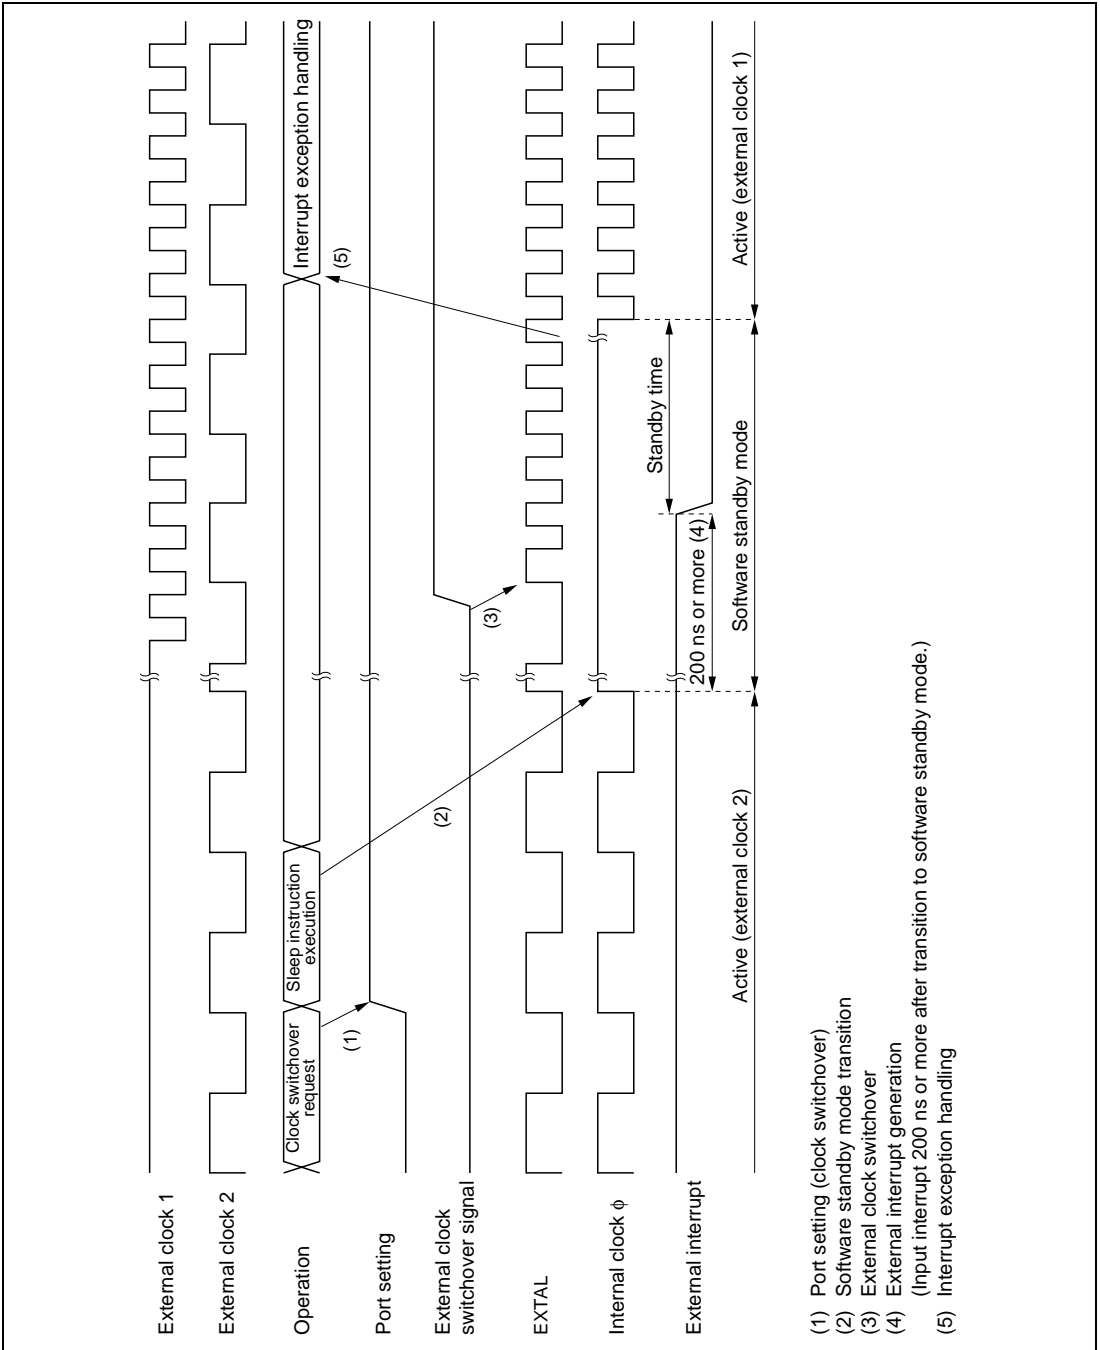 External clock 1
External clock 2
Operation
Clock switchover
request
Sleep instruction
execution
Interrupt exception handling
Port setting
(1)
External clock
switchover signal
(2)
(3)
(5)
EXTAL
Internal clock φ
External interrupt
200 ns or more (4)
Standby time
Active (external clock 2)
Software standby mode
Active (external clock 1)
(1) Port setting (clock switchover)
(2) Software standby mode transition
(3) External clock switchover
(4) External interrupt generation
(Input interrupt 200 ns or more after transition to software standby mode.)
(5) Interrupt exception handling